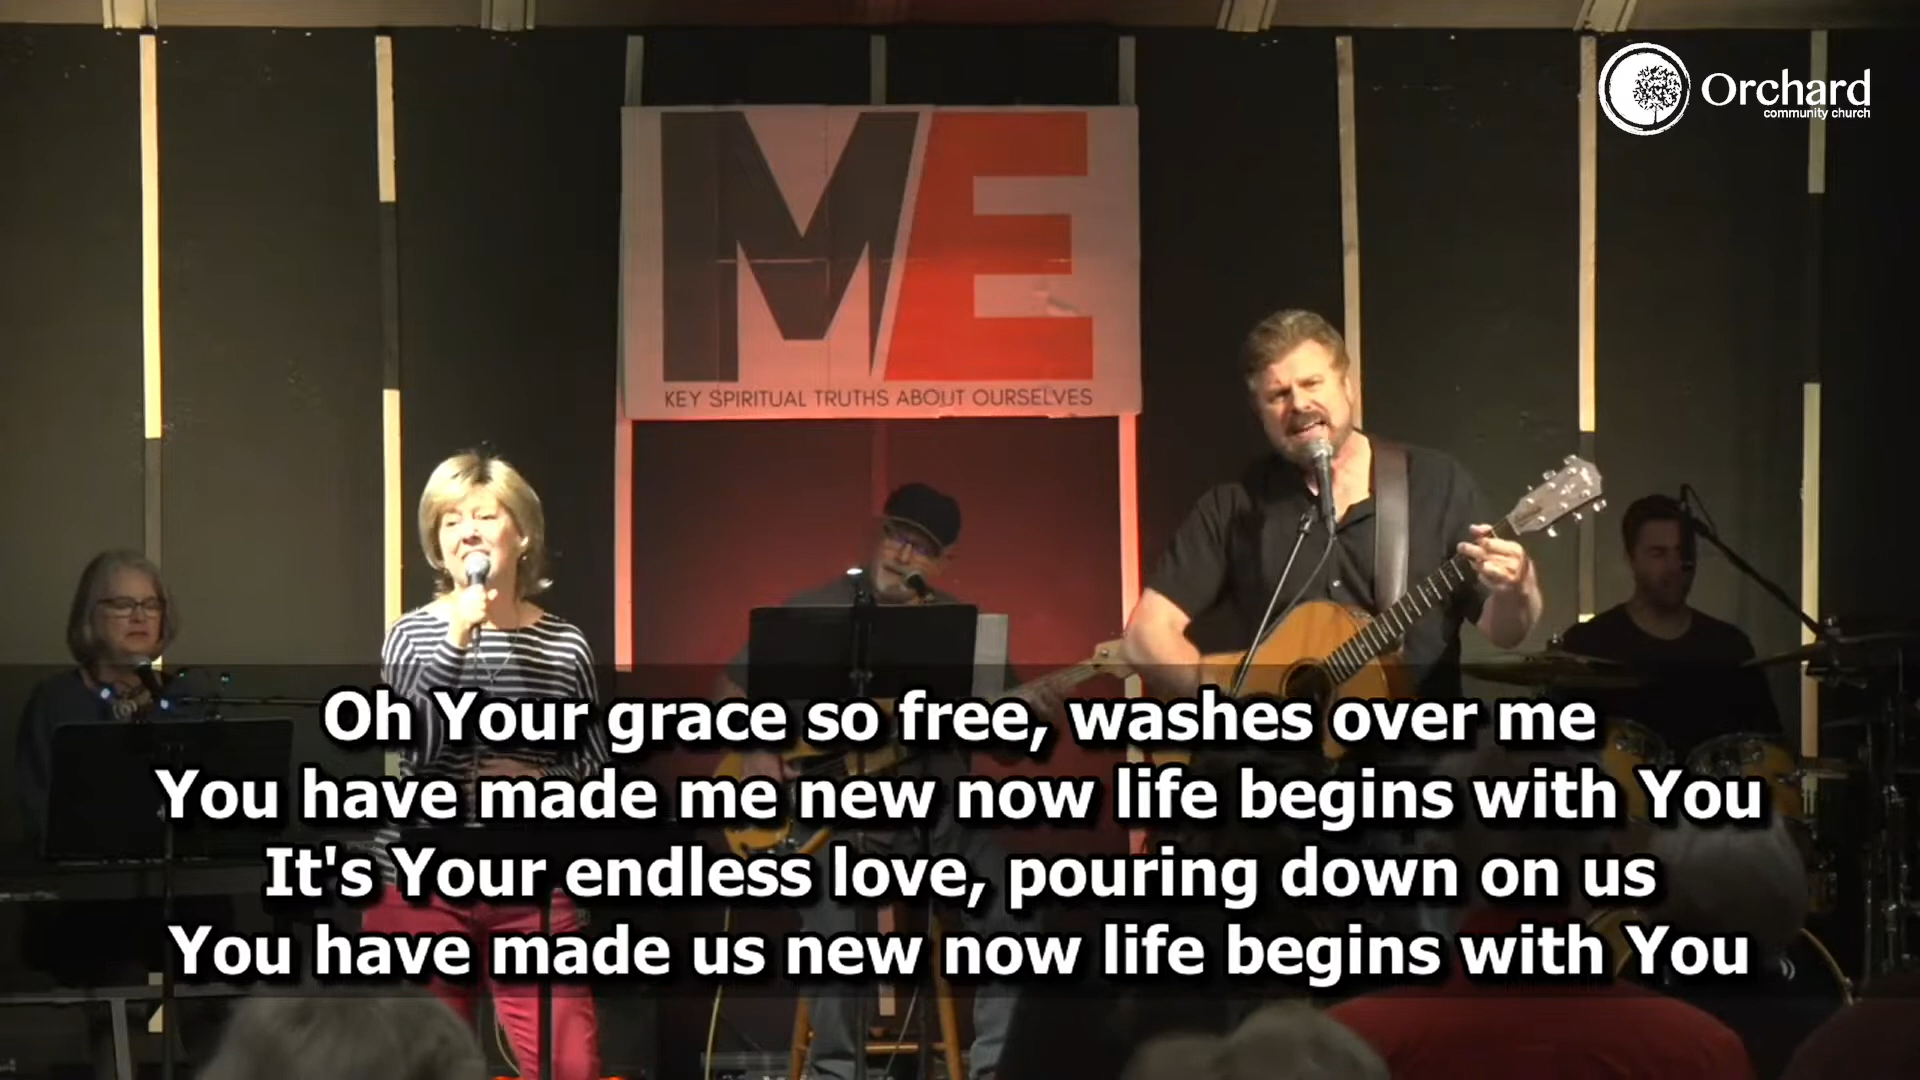 Orchard
community church
ME
KEY SPIRITUAL TRUTHS ABOUT OURSELVES
Oh Your grace so free, washes over me
You have made me new now life begins with You
It's Your endless love, pouring down on us
You have made us new now life begins with You